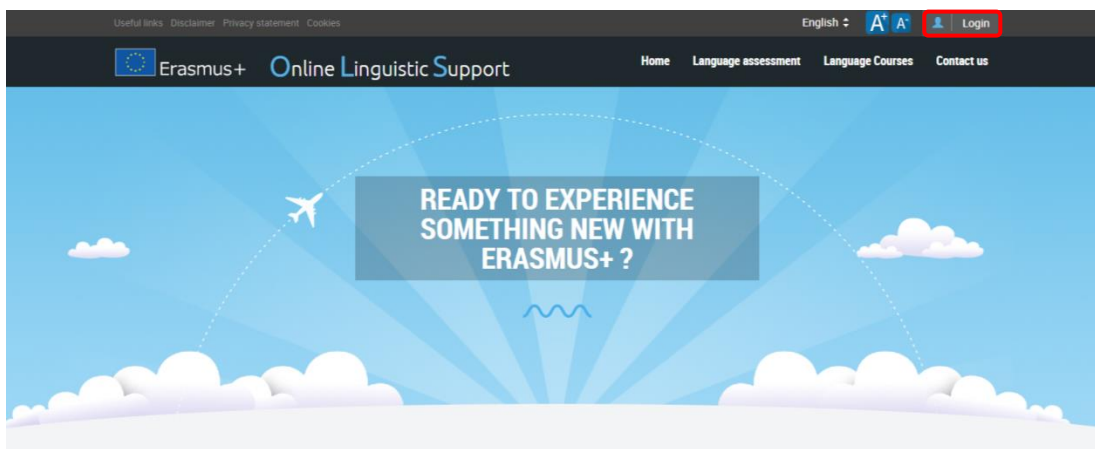 Useful links Disclaimer Privacy statement Cookies English A+ A- Login
Erasmus+ Online Linguistic Support Home Language assessment Language Courses Contact us
READY TO EXPERIENCE
SOMETHING NEW WITH
ERASMUS+ ?